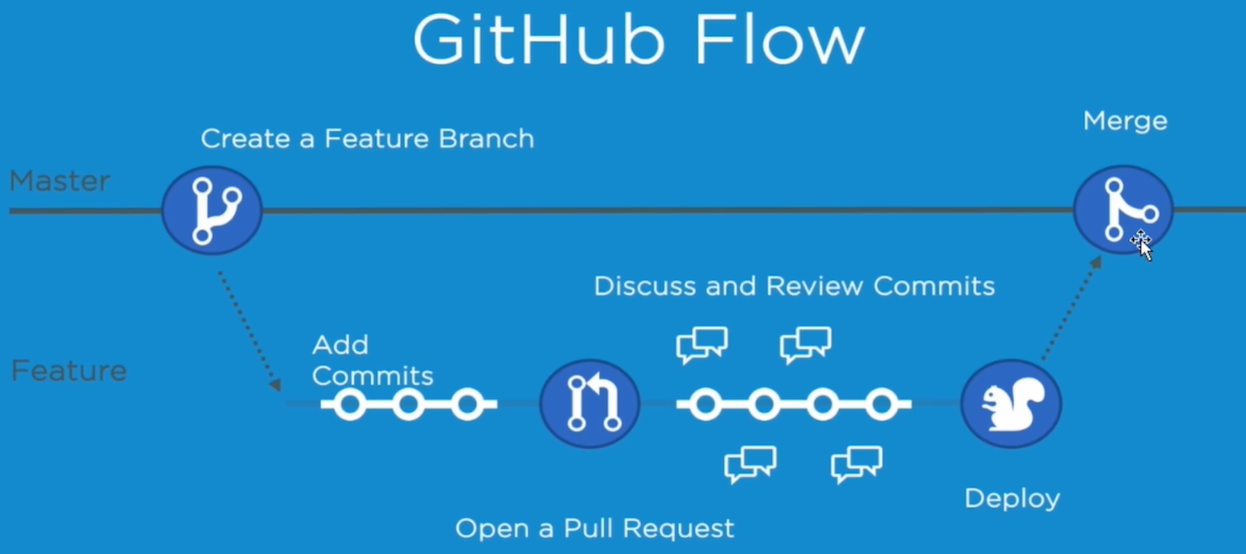 GitHub Flow
Create a Feature Branch
Merge
Master
Discuss and Review Commits
Add
Commits
Feature
Deploy
Open a Pull Request